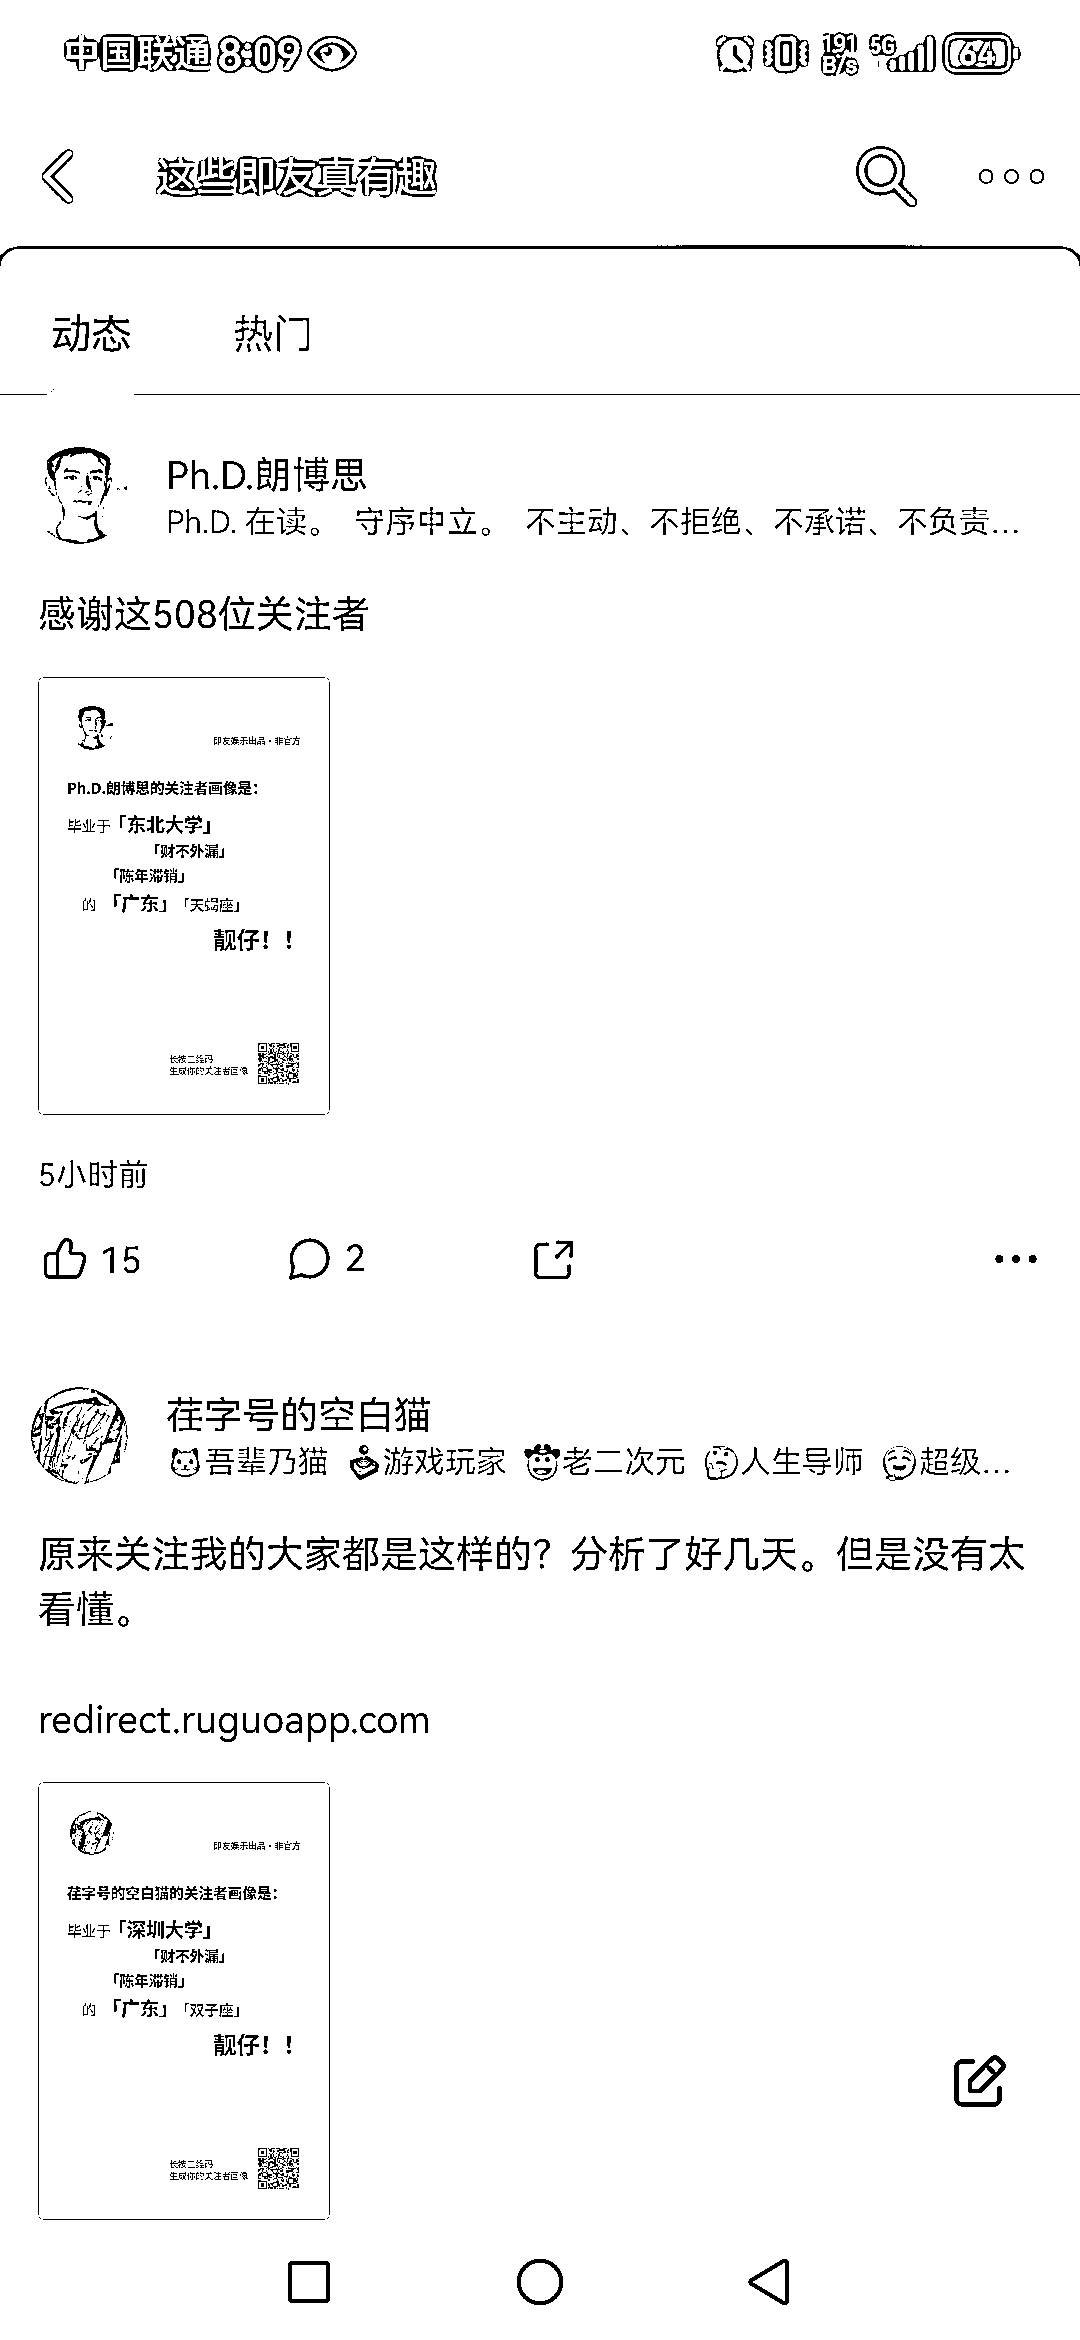 中国联通 8:09 191 B/s 5G 64
这些即友真有趣
动态 热门
Ph.D.朗博思
Ph.D. 在读。 守序中立。 不主动、不拒绝、不承诺、不负责...
感谢这508位关注者
即友娱乐出品·非官方
Ph.D.朗博思的关注者画像是：
毕业于「东北大学」
「财不外漏」
「陈年滞销」
的 「广东」「天蝎座」
靓仔！！
长按二维码
生成你的关注者画像
5小时前
15 2
荏字号的空白猫
吾辈乃猫 游戏玩家 老二次元 人生导师 超级...
原来关注我的大家都是这样的？分析了好几天。但是没有太
看懂。
redirect.ruguoapp.com
即友娱乐出品·非官方
荏字号的空白猫的关注者画像是：
毕业于「深圳大学」
「财不外漏」
「陈年滞销」
的 「广东」「双子座」
靓仔！！
长按二维码
生成你的关注者画像